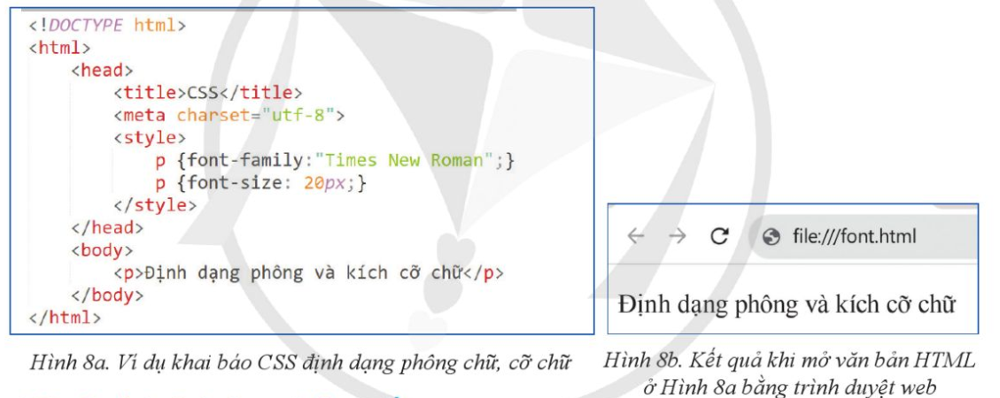 <!DOCTYPE html>
<html>
<head>
<title>CSS</title>
<meta charset="utf-8">
<style>
p {font-family:"Times New Roman";}
p {font-size: 20px;}
</style>
</head>
<body>
<p>Định dạng phông và kích cỡ chữ</p>
</body>
</html>
Hình 8a. Ví dụ khai báo CSS định dạng phông chữ, cỡ chữ
file:///font.html
Định dạng phông và kích cỡ chữ
Hình 8b. Kết quả khi mở văn bản HTML
ở Hình 8a bằng trình duyệt web